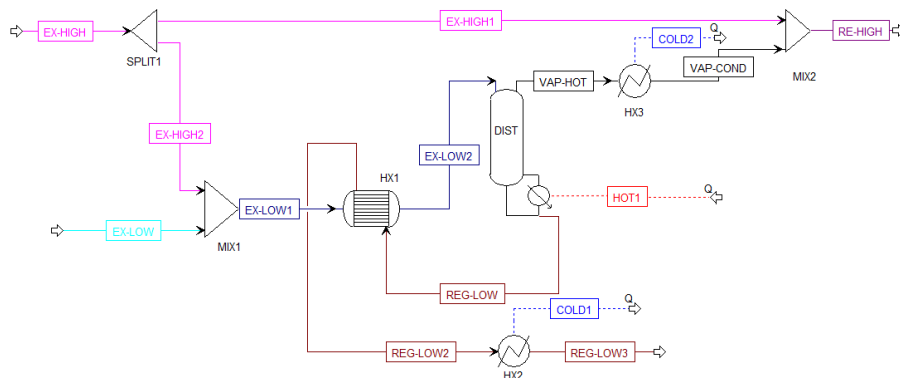 EX-HIGH
SPLIT1
EX-HIGH1
MIX2
RE-HIGH
COLD2
Q
VAP-HOT
HX3
VAP-COND
EX-HIGH2
DIST
EX-LOW2
HX1
HOT1
Q
EX-LOW
MIX1
EX-LOW1
REG-LOW
COLD1
Q
REG-LOW2
HX2
REG-LOW3